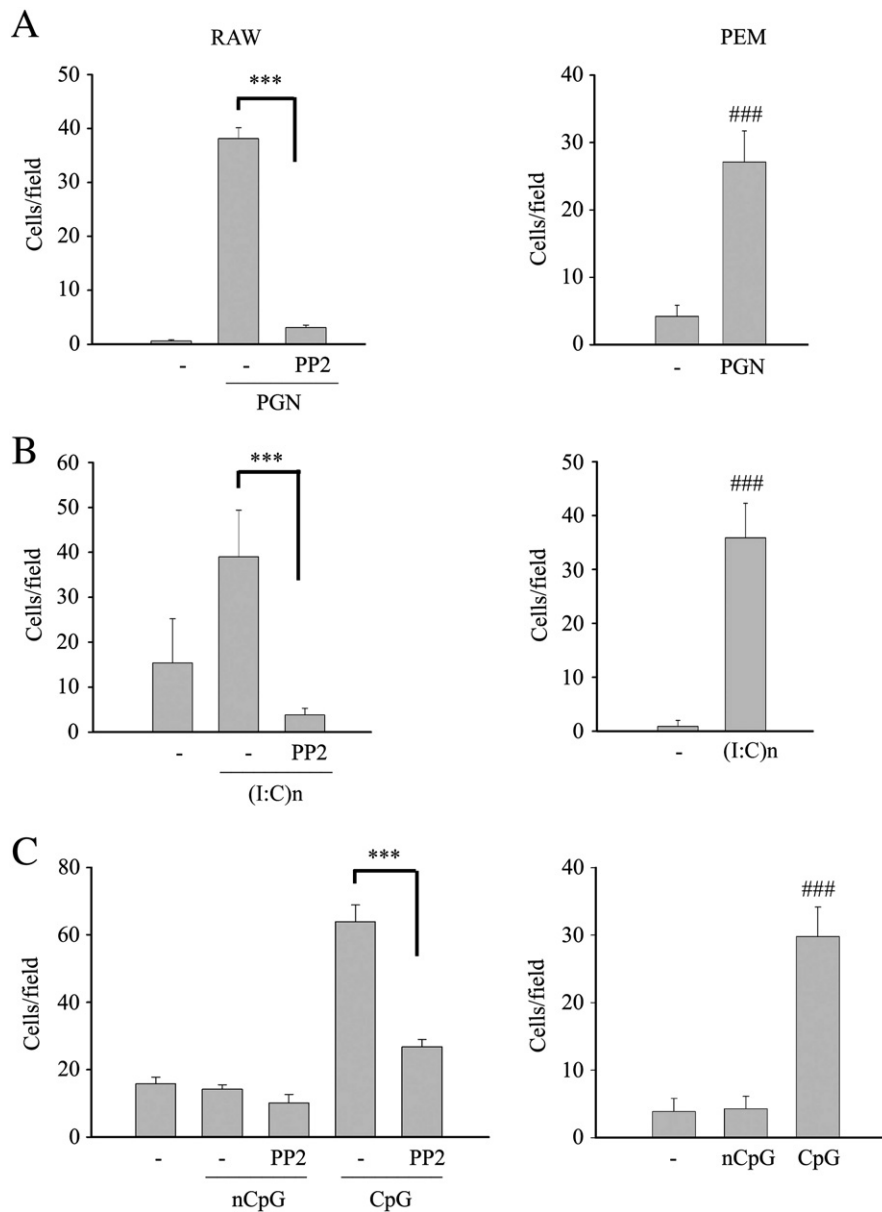 A
RAW
PEM
***
###
50
40
30
20
10
0
Cells/field
40
30
20
10
0
Cells/field
- - PP2
PGN
- PGN
B
***
###
60
50
40
30
20
10
0
Cells/field
50
40
30
20
10
0
Cells/field
- - PP2
(I:C)n
- (I:C)n
C
***
###
80
60
40
20
0
Cells/field
40
30
20
10
0
Cells/field
- - PP2 - PP2
nCpG CpG
- nCpG CpG